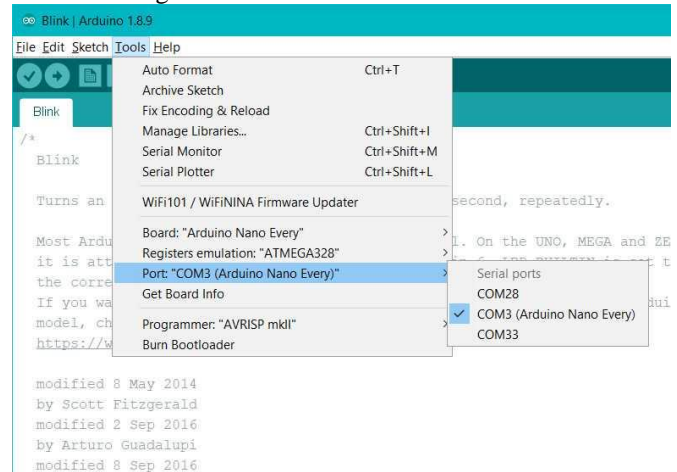 Blink | Arduino 1.8.9
File Edit Sketch Tools Help
Auto Format Ctrl+T
Archive Sketch
Fix Encoding & Reload
Manage Libraries... Ctrl+Shift+I
Serial Monitor Ctrl+Shift+M
Serial Plotter Ctrl+Shift+L
WiFi101 / WiFiNINA Firmware Updater
Board: "Arduino Nano Every"
Registers emulation: "ATMEGA328"
Port: "COM3 (Arduino Nano Every)"
Get Board Info
Programmer: "AVRISP mkII"
Burn Bootloader
Serial ports
COM28
COM3 (Arduino Nano Every)
COM33
Blink
/*
Blink
Turns an second, repeatedly.
Most Ardu l. On the UNO, MEGA and ZE
it is att
the corre
If you wa
model, ch
https://w
modified 8 May 2014
by Scott Fitzgerald
modified 2 Sep 2016
by Arturo Guadalupi
modified 8 Sep 2016